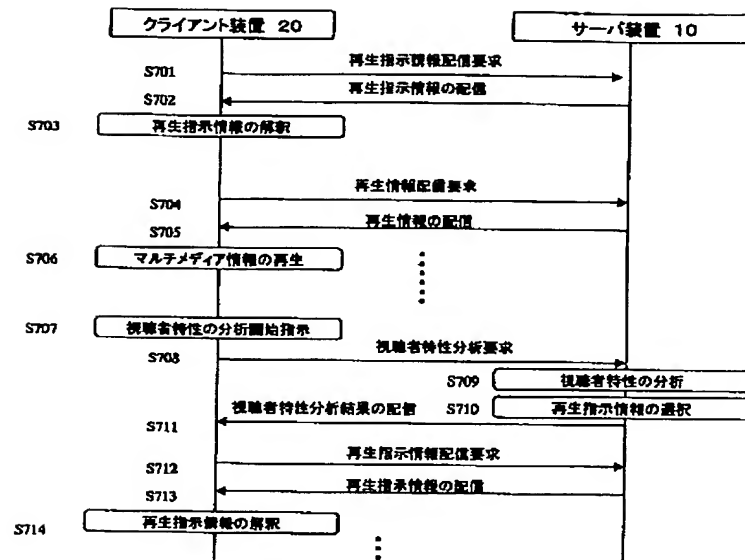 クライアント装置 20
サーバ装置 10
再生指示情報配信要求
S701
再生指示情報の配信
S702
S703
再生指示情報の解釈
再生情報配信要求
S704
再生情報の配信
S705
S706
マルチメディア情報の再生
S707
視聴者特性の分析開始指示
視聴者特性分析要求
S708
S709
視聴者特性の分析
視聴者特性分析結果の配信
S710
再生指示情報の選択
S711
再生指示情報配信要求
S712
再生指示情報の配信
S713
S714
再生指示情報の解釈